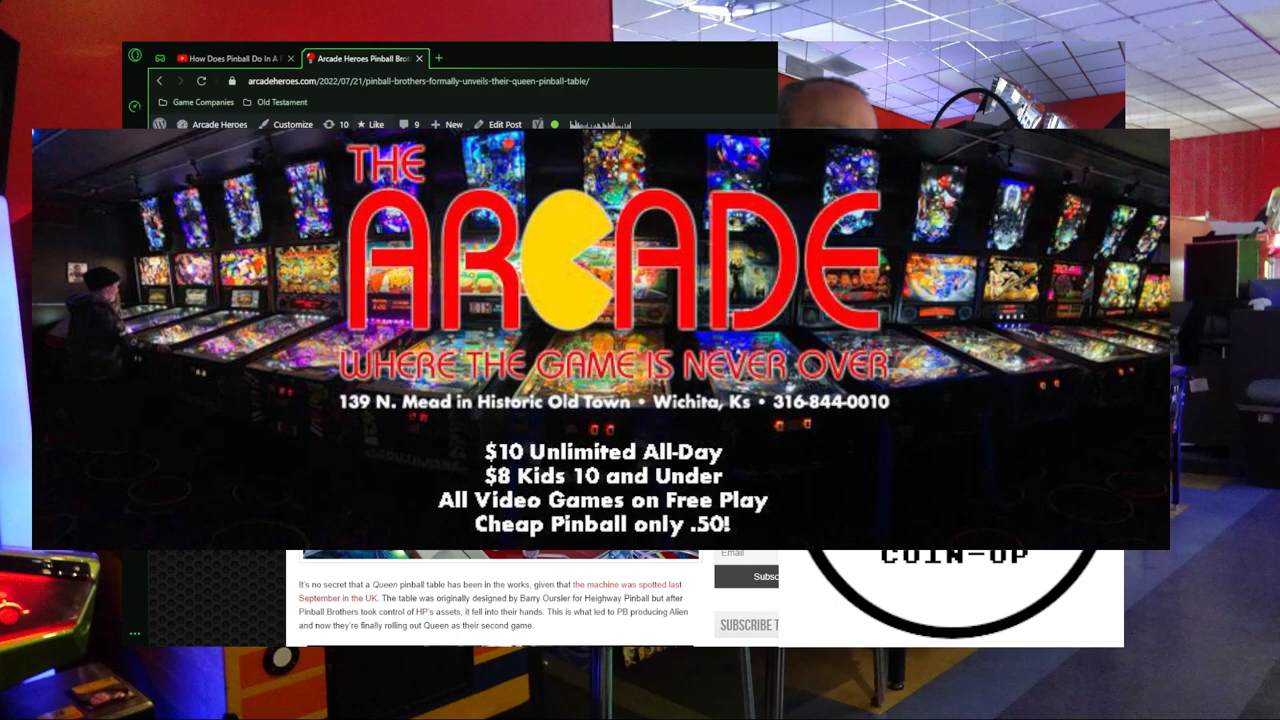 How Does Pinball Do In A
Arcade Heroes Pinball Bro
arcadeheroes.com/2022/07/21/pinball-brothers-formally-unveils-their-queen-pinball-table/
Game Companies Old Testament
Arcade Heroes Customize 10 Like 9 New Edit Post
THE
ARCADE
WHERE THE GAME IS NEVER OVER
139 N. Mead in Historic Old Town • Wichita, Ks • 316-844-0010
$10 Unlimited All-Day
$8 Kids 10 and Under
All Video Games on Free Play
Cheap Pinball only .50!
Email
Subsc
COIN-OP
It's no secret that a Queen pinball table has been in the works, given that the machine was spotted last
September in the UK. The table was originally designed by Barry Oursler for Heighway Pinball but after
Pinball Brothers took control of HP's assets, it fell into their hands. This is what led to PB producing Alien
and now they're finally rolling out Queen as their second game.
SUBSCRIBE T